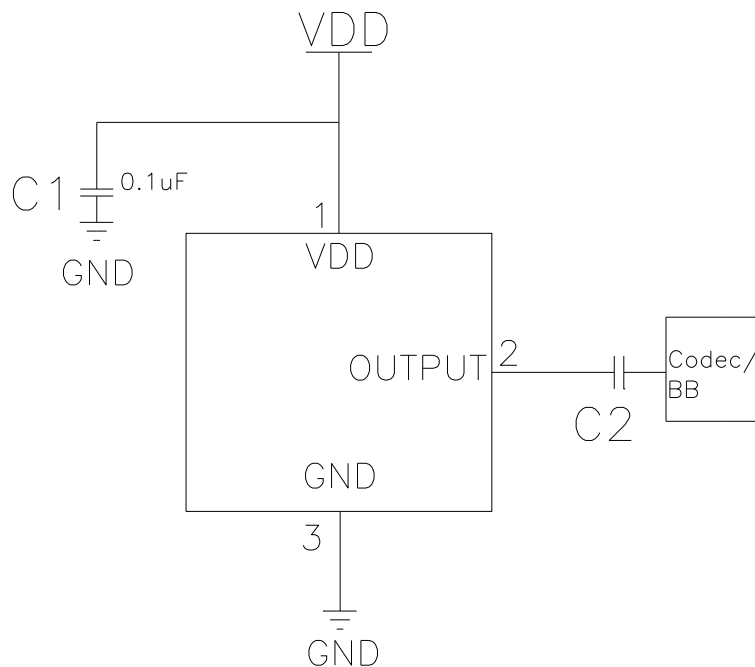 VDD
C1
0.1uF
GND
1
VDD
OUTPUT
2
C2
Codec/
BB
GND
3
GND